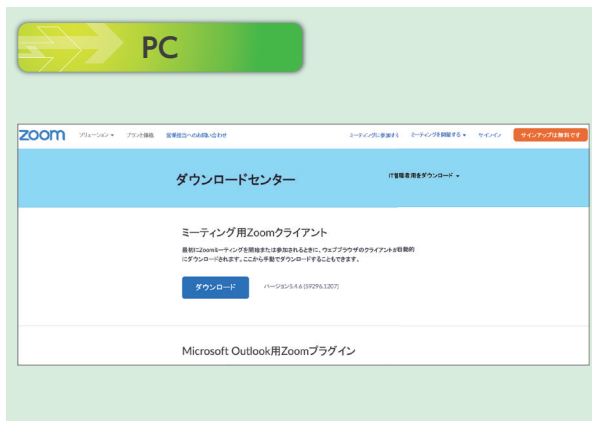 PC
zoom ソリューション プランと価格 営業担当へのお問い合わせ ミーティングに参加する ミーティングを開催する サインイン サインアップは無料です
ダウンロードセンター IT管理者用をダウンロード
ミーティング用Zoomクライアント
最初にZoomミーティングを開始または参加されるときに、ウェブブラウザのクライアントが自動的
にダウンロードされます。ここから手動でダウンロードすることもできます。
ダウンロード バージョン5.4.6 (59296.1207)
Microsoft Outlook用Zoomプラグイン